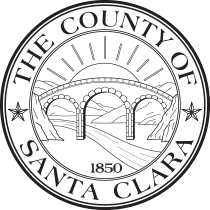 THE COUNTY OF
1850
SANTA CLARA